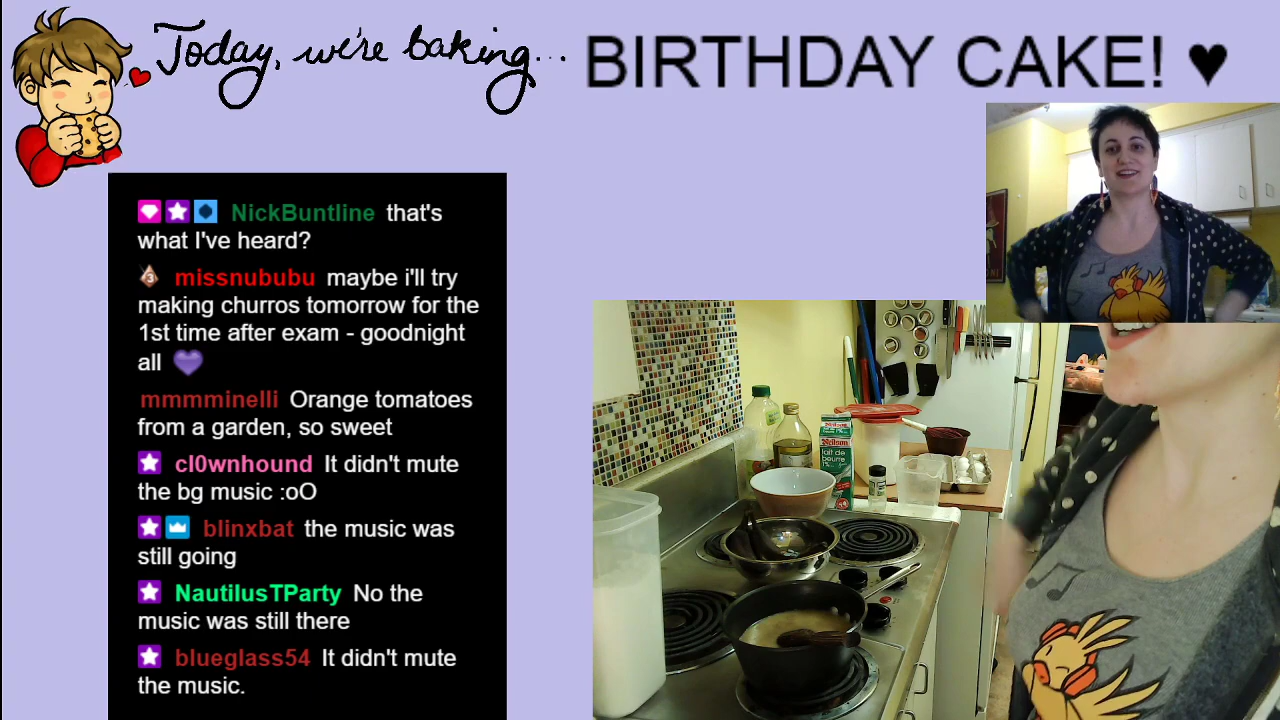 Today, we're baking... BIRTHDAY CAKE! ♥
NickBuntline that's
what I've heard?
missnububu maybe i'll try
making churros tomorrow for the
1st time after exam - goodnight
all 💜
mmmminelli Orange tomatoes
from a garden, so sweet
cl0wnhound It didn't mute
the bg music :oO
blinxbat the music was
still going
NautilusTParty No the
music was still there
blueglass54 It didn't mute
the music.
Neilson
Neilson
lait de
beurre